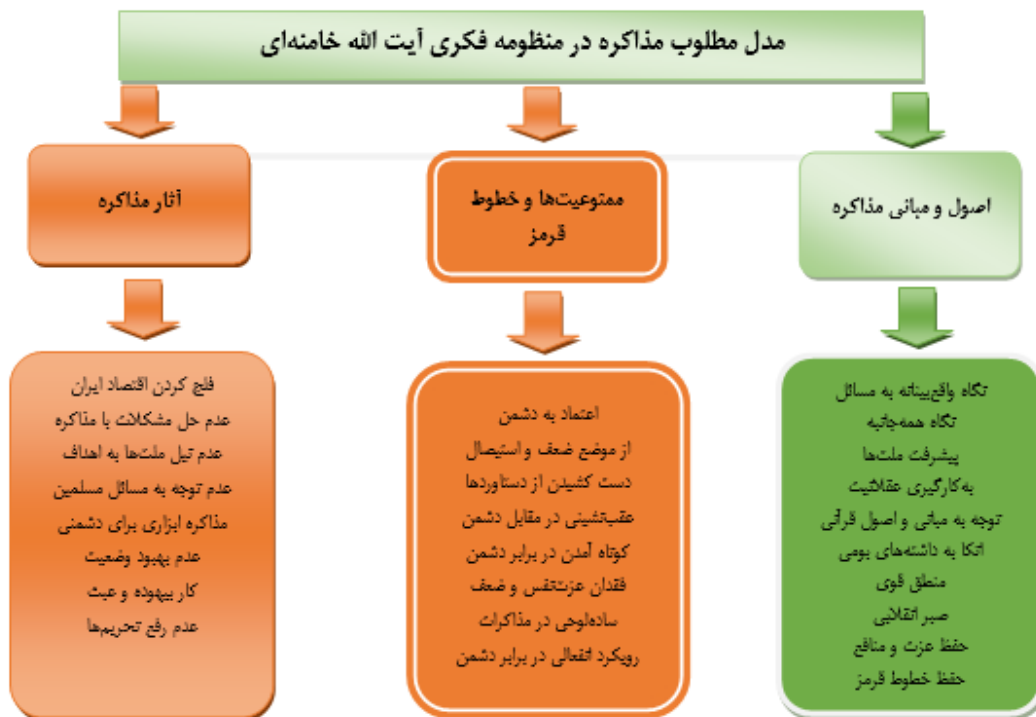 مدل مطلوب مذاکره در منظومه فکری آیت الله خامنه‌ای
اصول و مبانی مذاکره
ممنوعیت‌ها و خطوط
قرمز
آثار مذاکره
نگاه واقع‌بینانه به مسائل
نگاه همه‌جانبه
پیشرفت ملت‌ها
به‌کارگیری عقلانیت
توجه به مبانی و اصول قرآنی
اتکا به داشته‌های بومی
منطق قوی
صبر انقلابی
حفظ عزت و منافع
حفظ خطوط قرمز
اعتماد به دشمن
از موضع ضعف و استیصال
دست کشیدن از دستاوردها
عقب‌نشینی در مقابل دشمن
کوتاه آمدن در برابر دشمن
فقدان عزت‌نفس و ضعف
ساده‌لوحی در مذاکرات
رویکرد انفعالی در برابر دشمن
فلج کردن اقتصاد ایران
عدم حل مشکلات با مذاکره
عدم نیل ملت‌ها به اهداف
عدم توجه به مسائل مسلمین
مذاکره ابزاری برای دشمنی
عدم بهبود وضعیت
کار بیهوده و عبث
عدم رفع تحریم‌ها